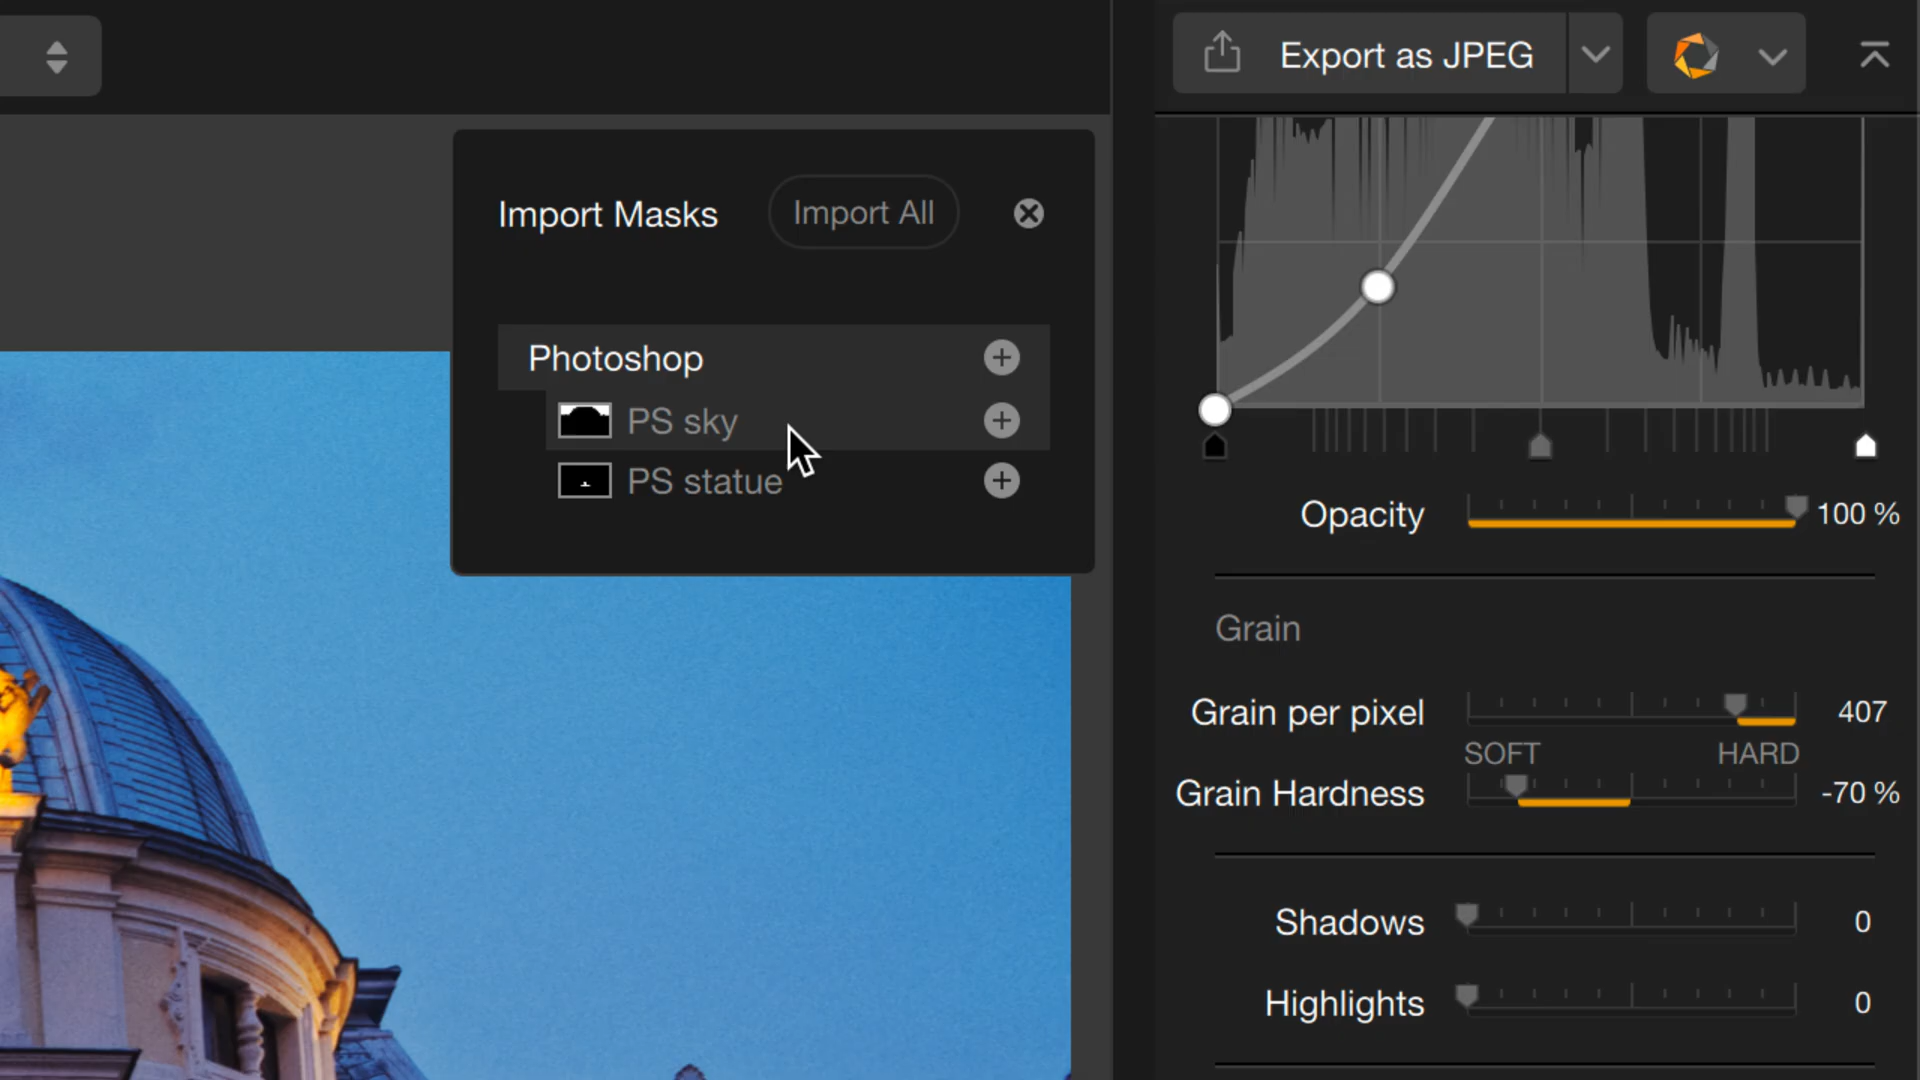 Export as JPEG
Import Masks
Import All
Photoshop
PS sky
PS statue
Opacity
100 %
Grain
Grain per pixel
407
SOFT
HARD
Grain Hardness
-70 %
Shadows
0
Highlights
0